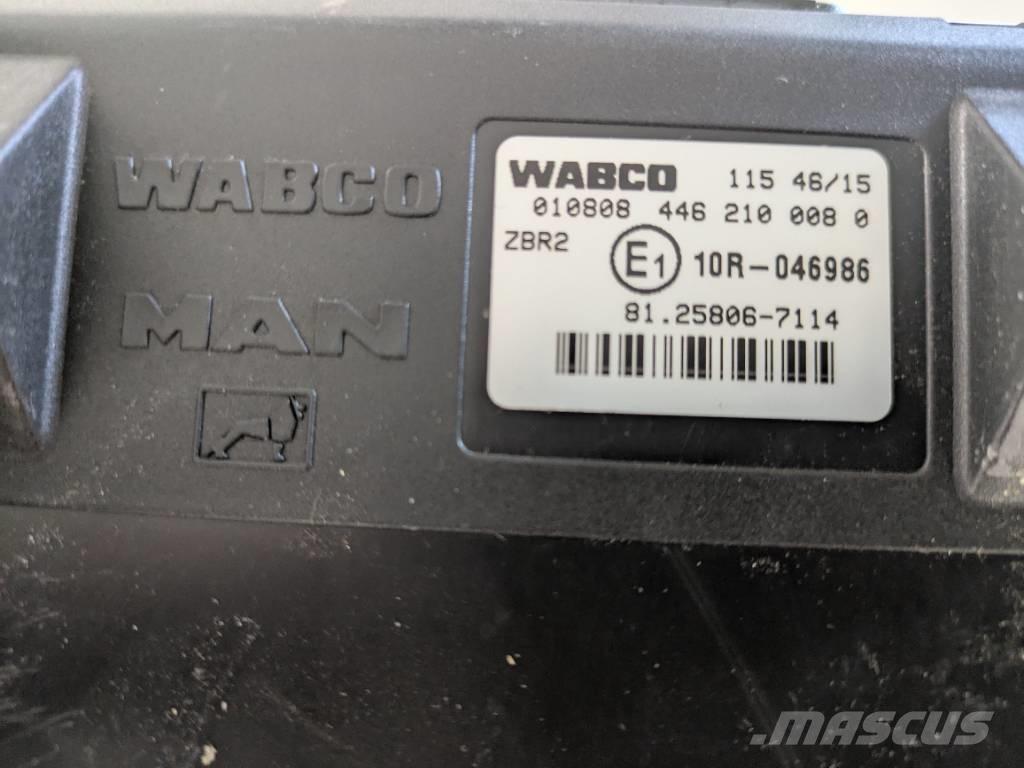 WABCO
MAN
WABCO 115 46/15
010808 446 210 008 0
ZBR2 E1 10R-046986
81.25806-7114
MASCUS